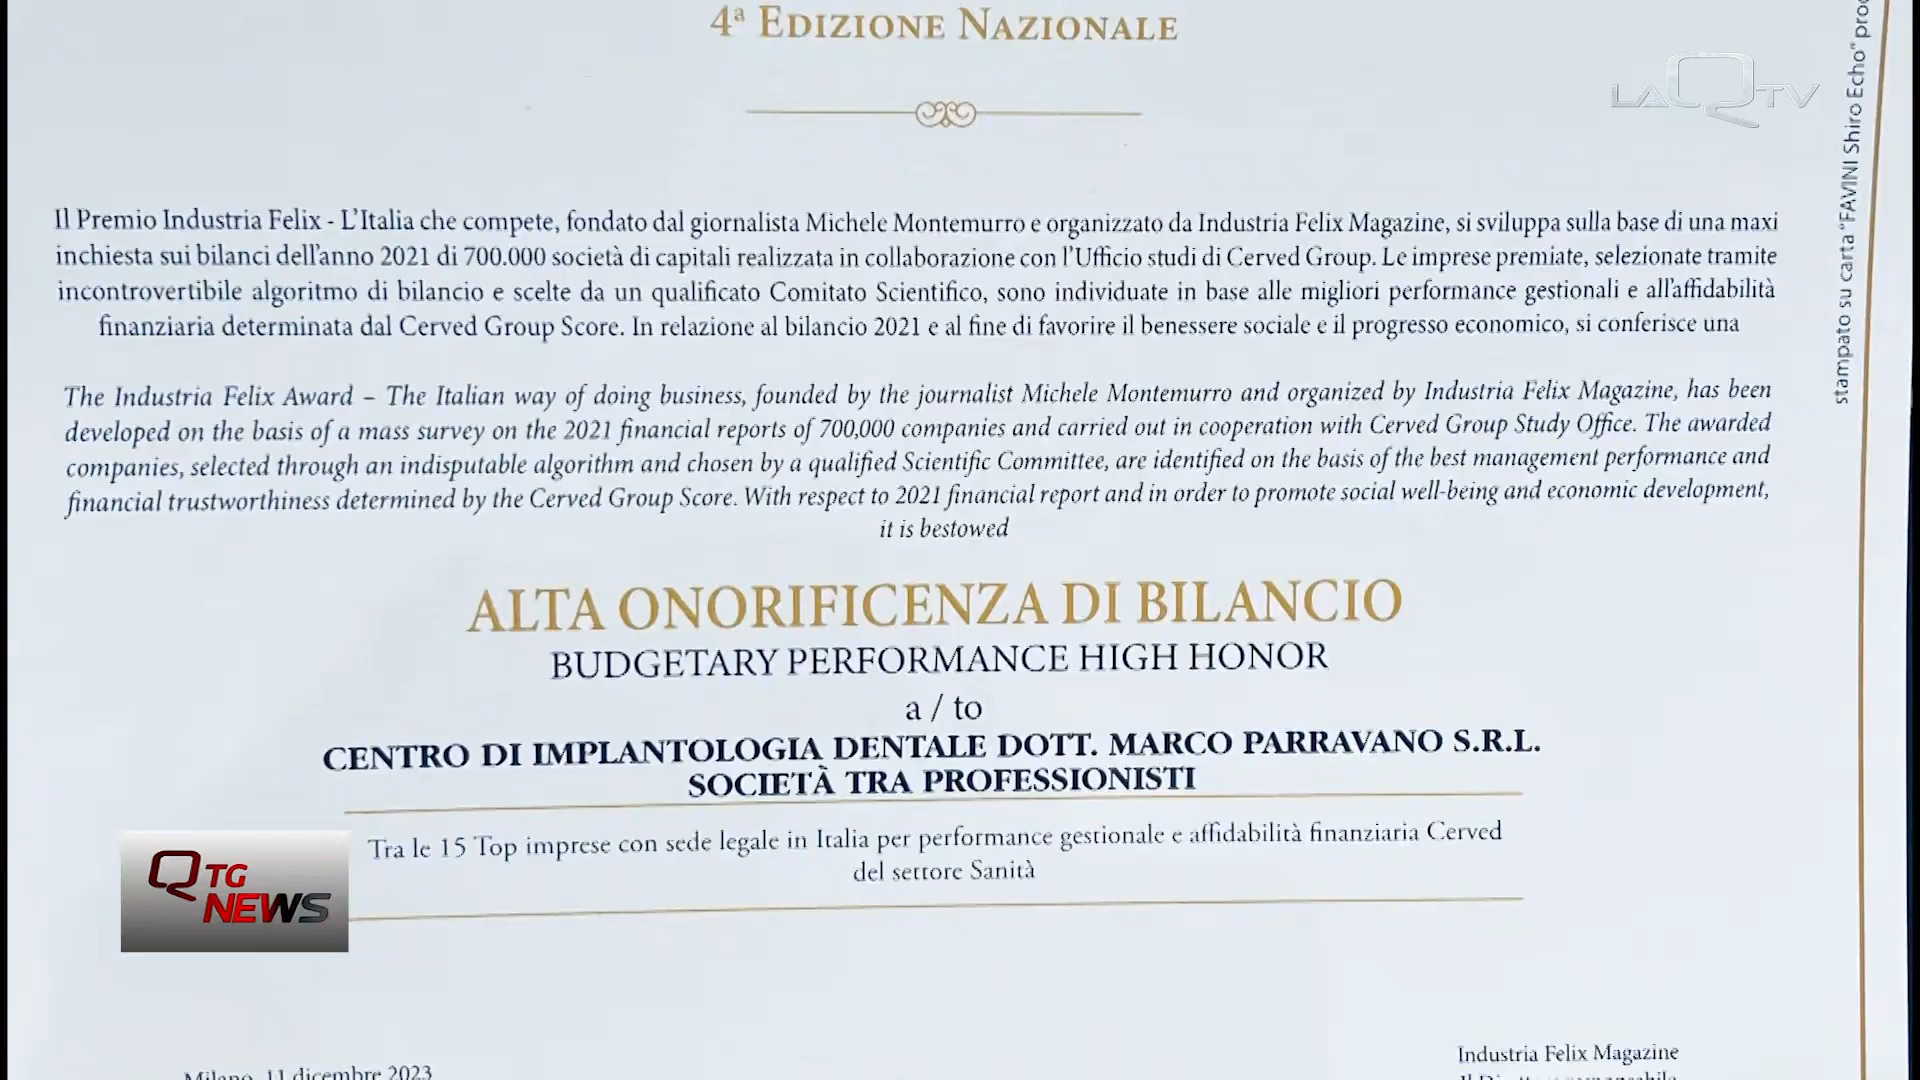 4ª EDIZIONE NAZIONALE
LAQTV
stampato su carta "FAVINI Shiro Echo"
Il Premio Industria Felix - L'Italia che compete, fondato dal giornalista Michele Montemurro e organizzato da Industria Felix Magazine, si sviluppa sulla base di una maxi
inchiesta sui bilanci dell'anno 2021 di 700.000 società di capitali realizzata in collaborazione con l'Ufficio studi di Cerved Group. Le imprese premiate, selezionate tramite
incontrovertibile algoritmo di bilancio e scelte da un qualificato Comitato Scientifico, sono individuate in base alle migliori performance gestionali e all'affidabilità
finanziaria determinata dal Cerved Group Score. In relazione al bilancio 2021 e al fine di favorire il benessere sociale e il progresso economico, si conferisce una
The Industria Felix Award – The Italian way of doing business, founded by the journalist Michele Montemurro and organized by Industria Felix Magazine, has been
developed on the basis of a mass survey on the 2021 financial reports of 700,000 companies and carried out in cooperation with Cerved Group Study Office. The awarded
companies, selected through an indisputable algorithm and chosen by a qualified Scientific Committee, are identified on the basis of the best management performance and
financial trustworthiness determined by the Cerved Group Score. With respect to 2021 financial report and in order to promote social well-being and economic development,
it is bestowed
ALTA ONORIFICENZA DI BILANCIO
BUDGETARY PERFORMANCE HIGH HONOR
a / to
CENTRO DI IMPLANTOLOGIA DENTALE DOTT. MARCO PARRAVANO S.R.L.
SOCIETÀ TRA PROFESSIONISTI
Tra le 15 Top imprese con sede legale in Italia per performance gestionale e affidabilità finanziaria Cerved
del settore Sanità
Q TG
NEWS
Milano, 11 dicembre 2023
Industria Felix Magazine